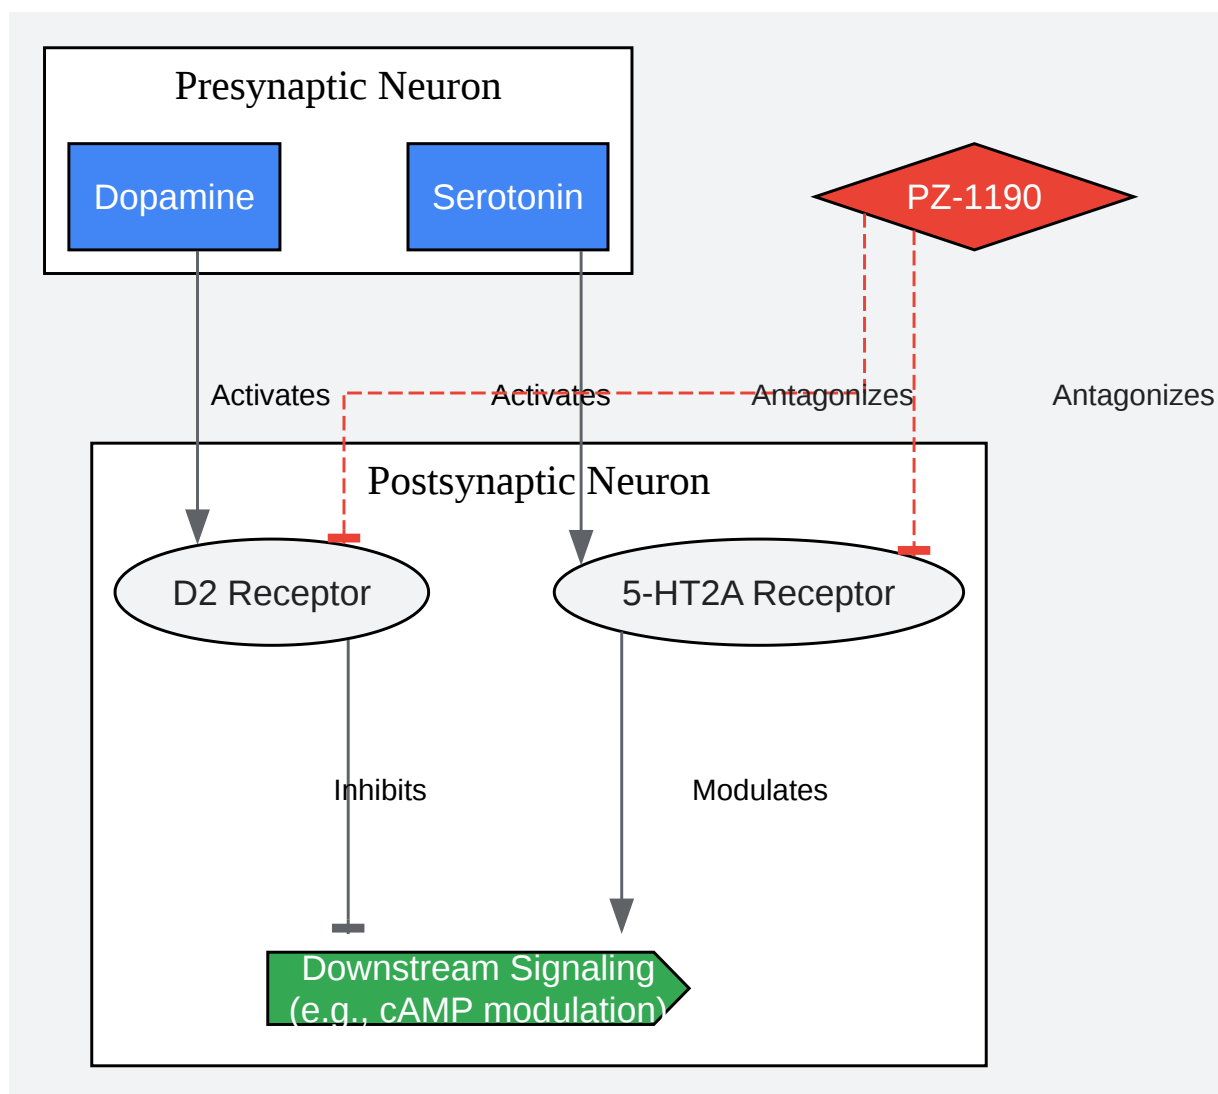 Presynaptic Neuron
Dopamine
Serotonin
PZ-1190
Activates
Activates
Antagonizes
Antagonizes
Postsynaptic Neuron
D2 Receptor
5-HT2A Receptor
Inhibits
Modulates
Downstream Signaling
(e.g., cAMP modulation)